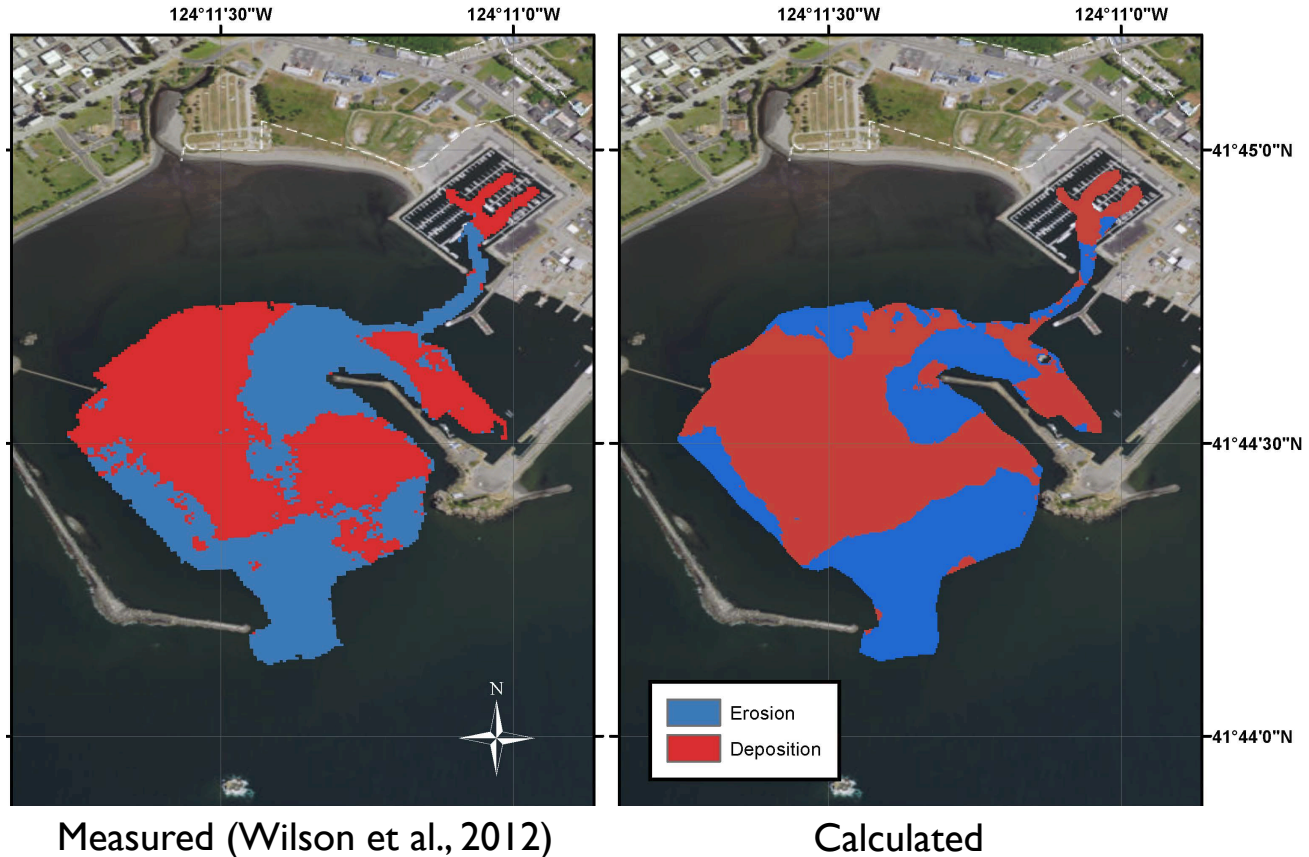 124°11'30"W 124°11'0"W 124°11'30"W 124°11'0"W
41°45'0"N
41°44'30"N
N
Erosion
Deposition
41°44'0"N
Measured (Wilson et al., 2012) Calculated